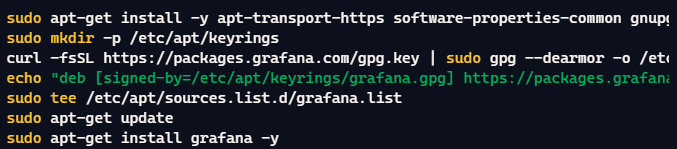 sudo apt-get install -y apt-transport-https software-properties-common gnupg
sudo mkdir -p /etc/apt/keyrings
curl -fsSL https://packages.grafana.com/gpg.key | sudo gpg --dearmor -o /etc
echo "deb [signed-by=/etc/apt/keyrings/grafana.gpg] https://packages.grafana
sudo tee /etc/apt/sources.list.d/grafana.list
sudo apt-get update
sudo apt-get install grafana -y